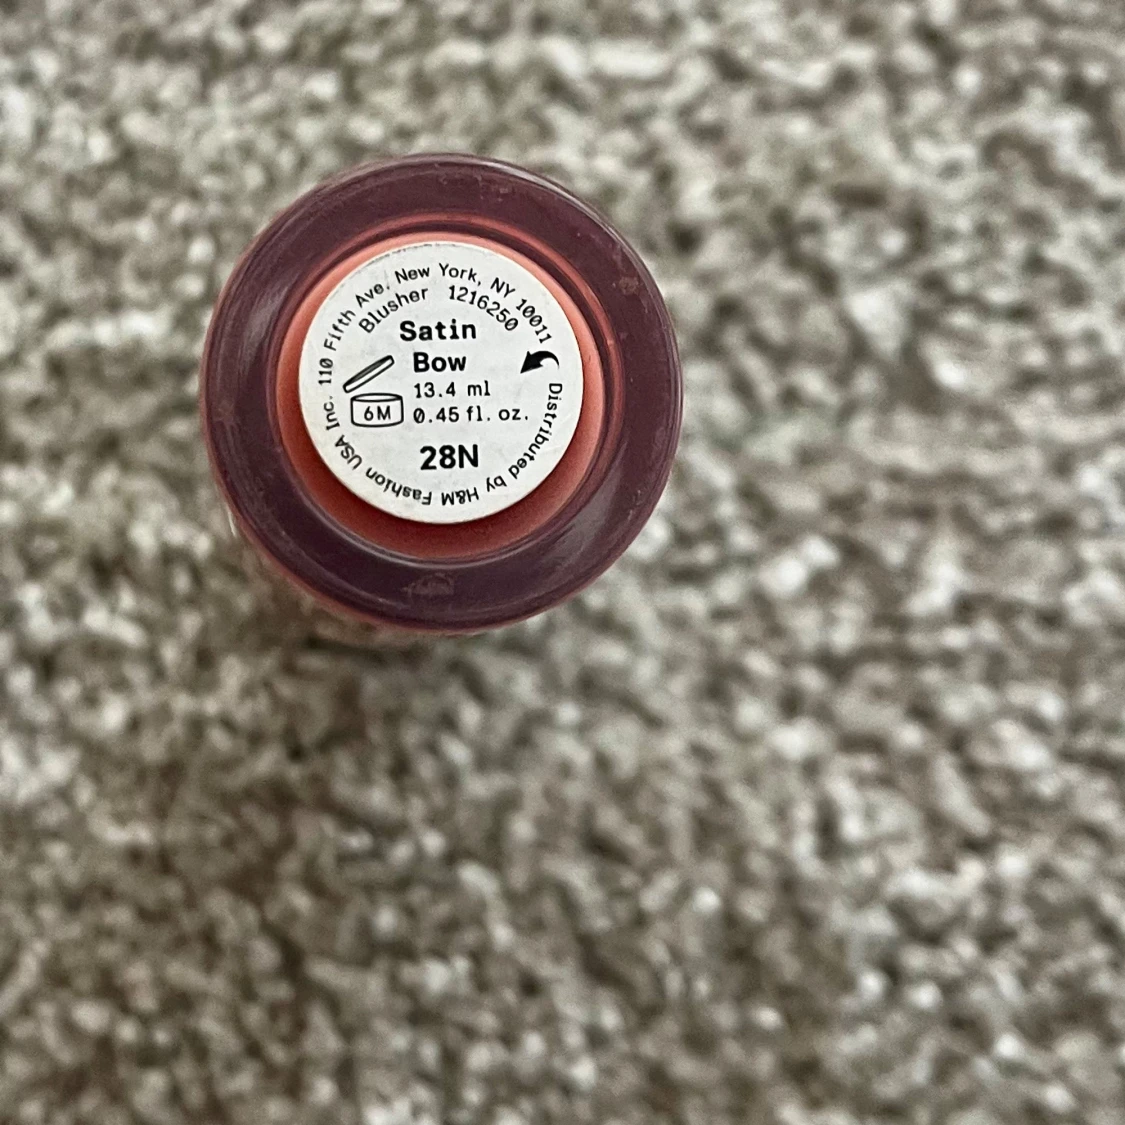 Distributed by H&M Fashion USA Inc. 110 Fifth Ave. New York, NY 10011
Blusher 1216250
Satin
Bow
13.4 ml
6M
0.45 fl. oz.
28N